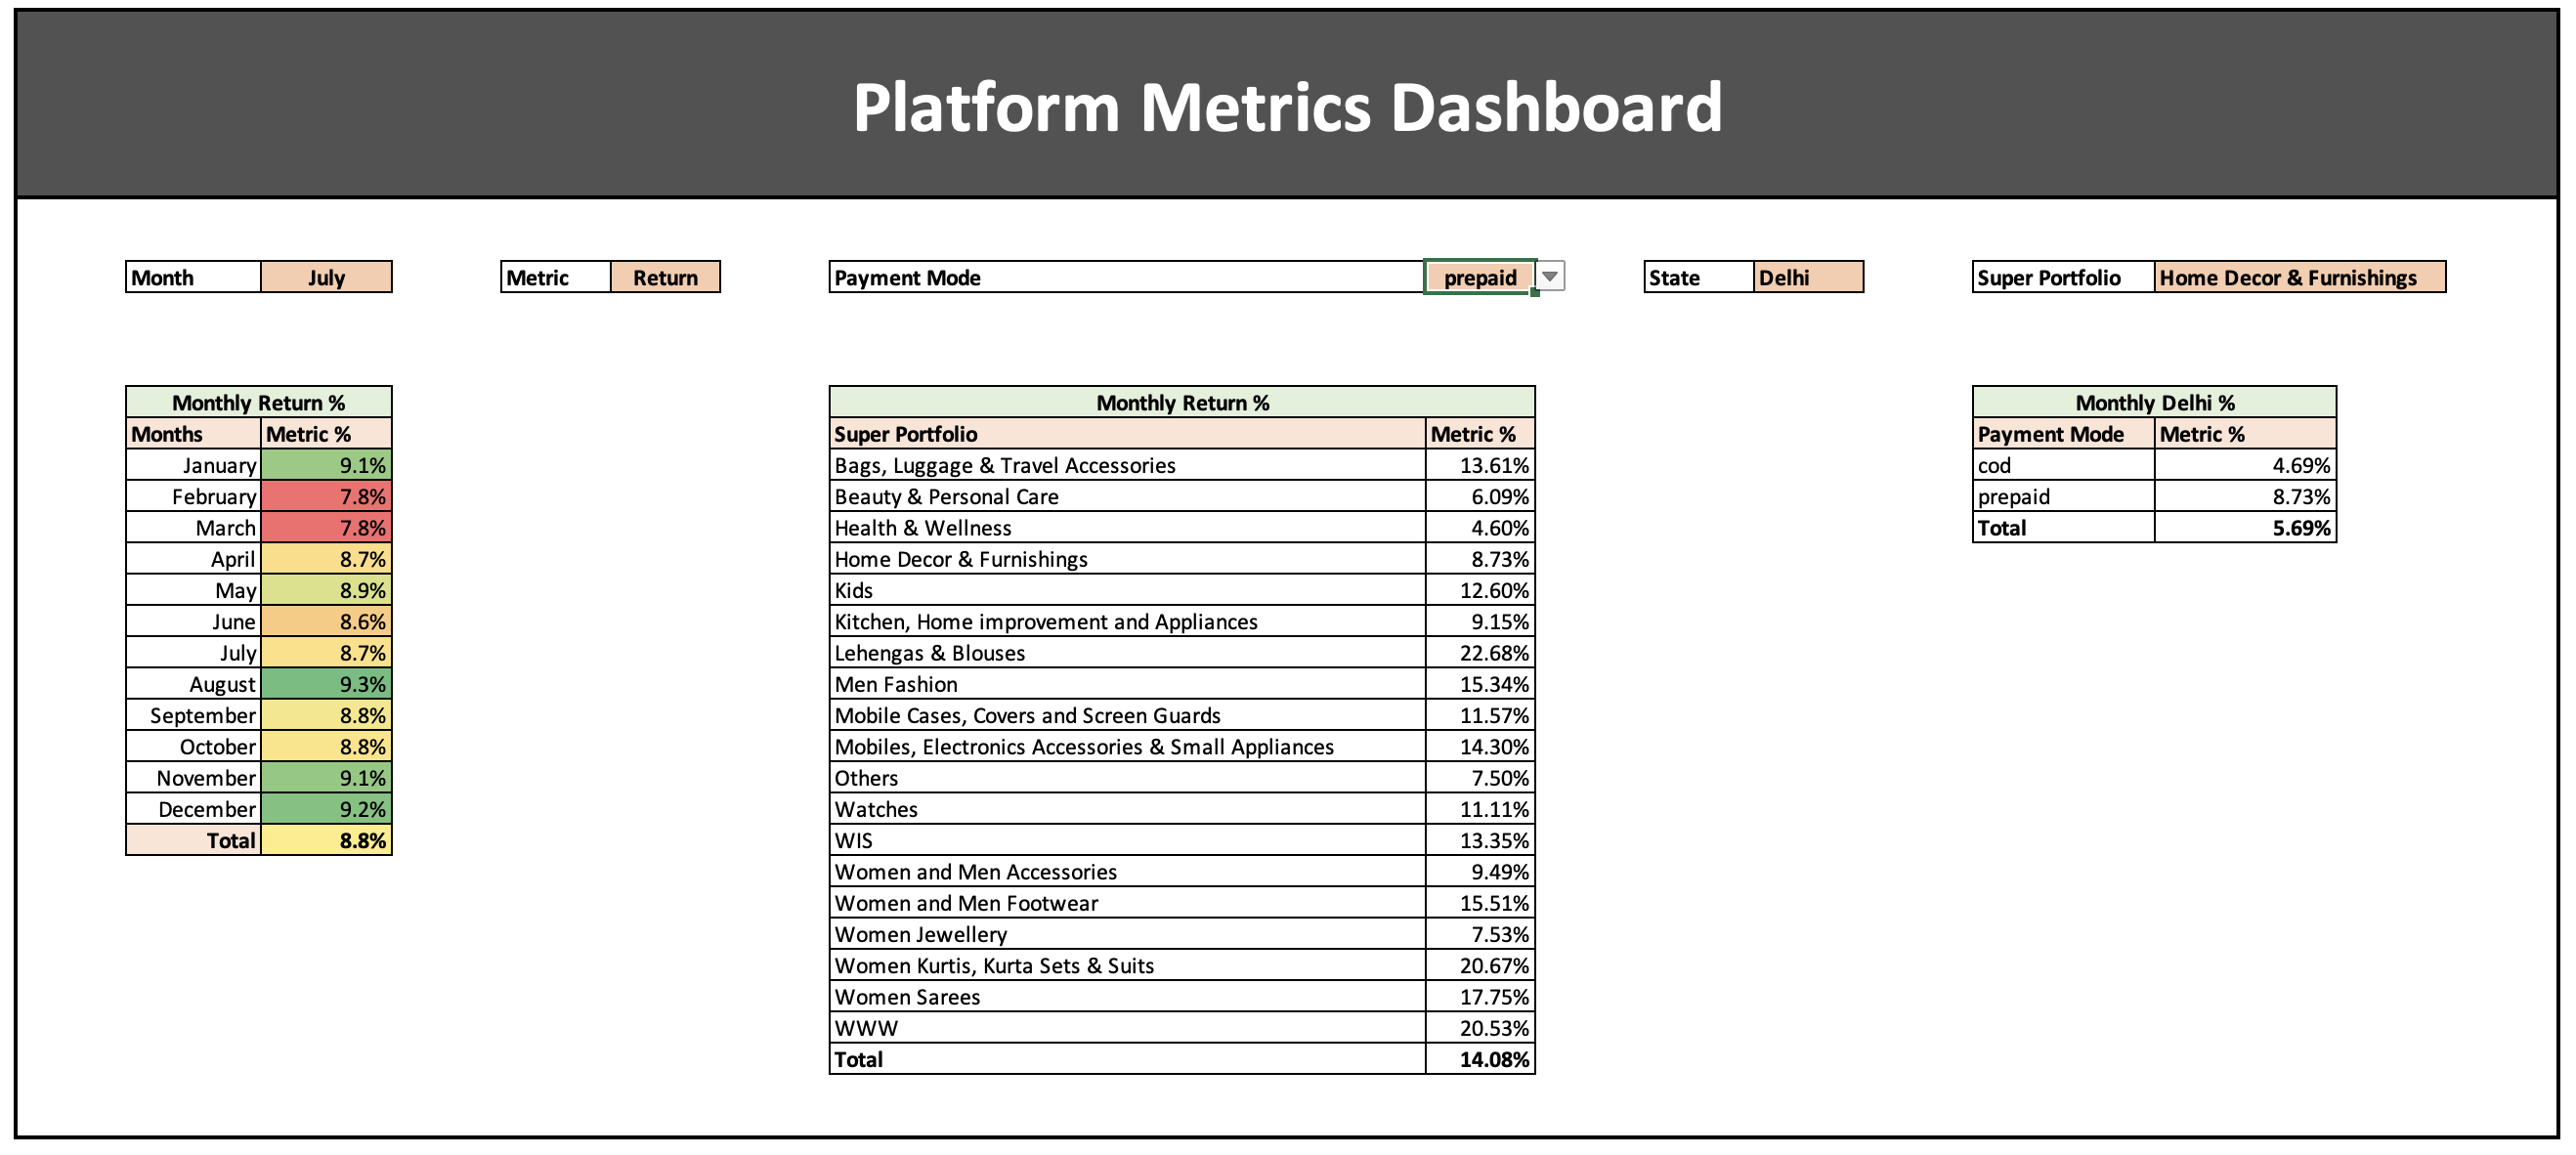 Platform Metrics Dashboard
Month July Metric Return Payment Mode prepaid State Delhi Super Portfolio Home Decor & Furnishings
Monthly Return %
Months Metric %
January 9.1%
February 7.8%
March 7.8%
April 8.7%
May 8.9%
June 8.6%
July 8.7%
August 9.3%
September 8.8%
October 8.8%
November 9.1%
December 9.2%
Total 8.8%
Monthly Return %
Super Portfolio Metric %
Bags, Luggage & Travel Accessories 13.61%
Beauty & Personal Care 6.09%
Health & Wellness 4.60%
Home Decor & Furnishings 8.73%
Kids 12.60%
Kitchen, Home improvement and Appliances 9.15%
Lehengas & Blouses 22.68%
Men Fashion 15.34%
Mobile Cases, Covers and Screen Guards 11.57%
Mobiles, Electronics Accessories & Small Appliances 14.30%
Others 7.50%
Watches 11.11%
WIS 13.35%
Women and Men Accessories 9.49%
Women and Men Footwear 15.51%
Women Jewellery 7.53%
Women Kurtis, Kurta Sets & Suits 20.67%
Women Sarees 17.75%
WWW 20.53%
Total 14.08%
Monthly Delhi %
Payment Mode Metric %
cod 4.69%
prepaid 8.73%
Total 5.69%